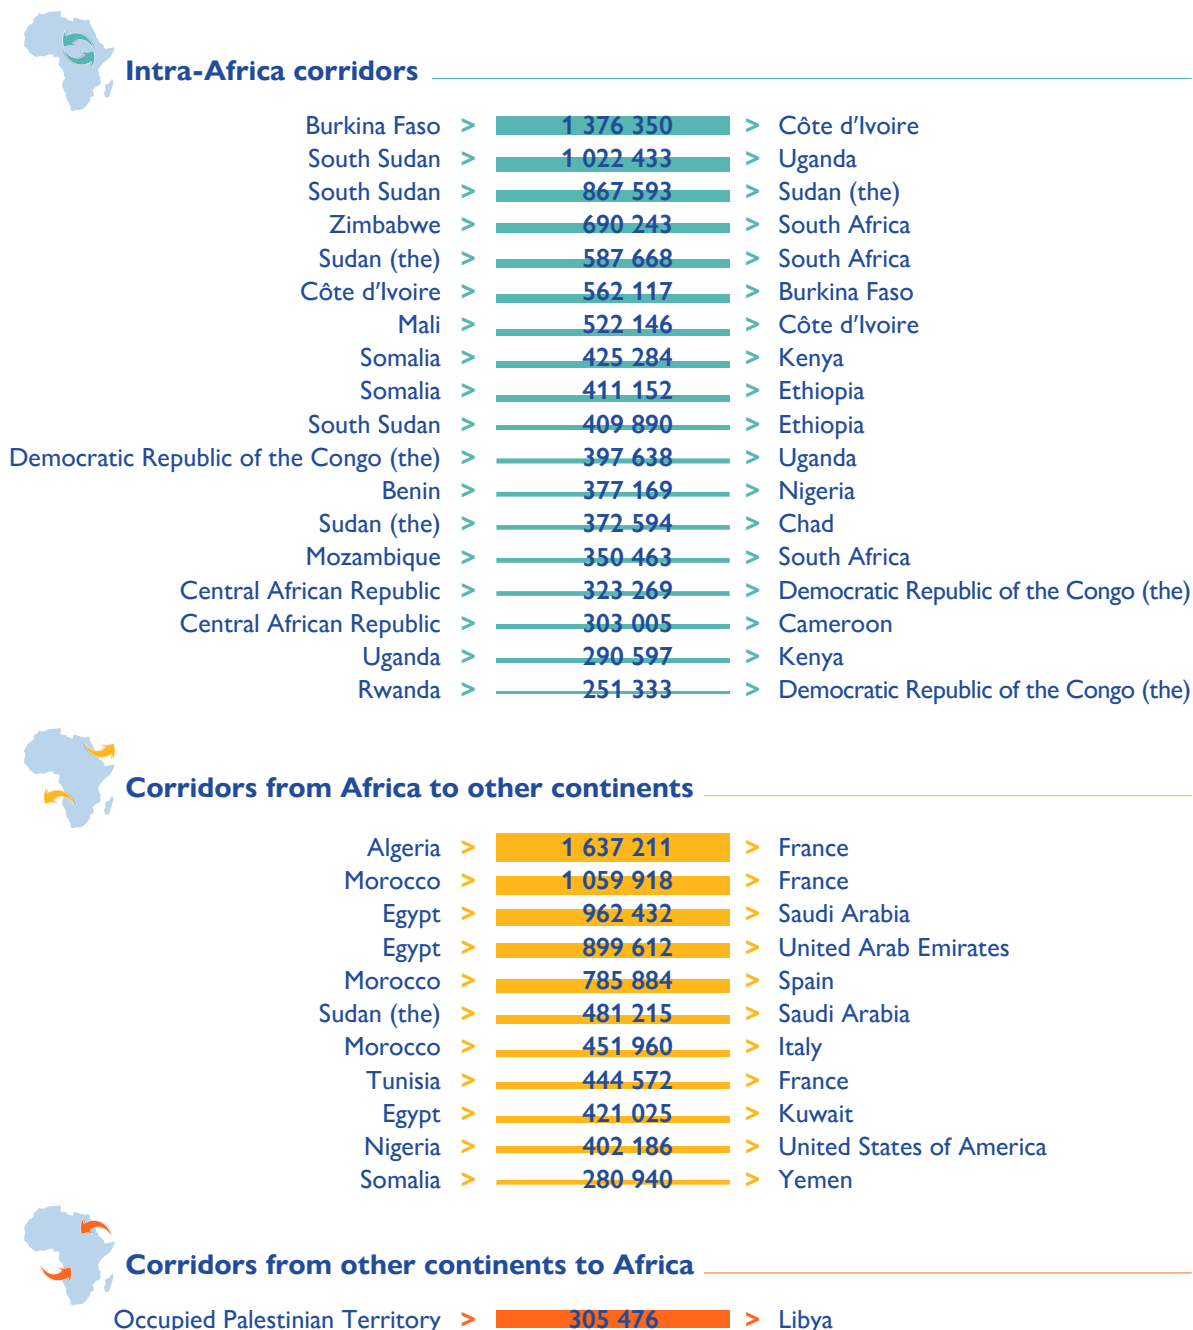 Intra-Africa corridors
Burkina Faso > 1 376 350 > Côte d'Ivoire
South Sudan > 1 022 433 > Uganda
South Sudan > 867 593 > Sudan (the)
Zimbabwe > 690 243 > South Africa
Sudan (the) > 587 668 > South Africa
Côte d'Ivoire > 562 117 > Burkina Faso
Mali > 522 146 > Côte d'Ivoire
Somalia > 425 284 > Kenya
Somalia > 411 152 > Ethiopia
South Sudan > 409 890 > Ethiopia
Democratic Republic of the Congo (the) > 397 638 > Uganda
Benin > 377 169 > Nigeria
Sudan (the) > 372 594 > Chad
Mozambique > 350 463 > South Africa
Central African Republic > 323 269 > Democratic Republic of the Congo (the)
Central African Republic > 303 005 > Cameroon
Uganda > 290 597 > Kenya
Rwanda > 251 333 > Democratic Republic of the Congo (the)
Corridors from Africa to other continents
Algeria > 1 637 211 > France
Morocco > 1 059 918 > France
Egypt > 962 432 > Saudi Arabia
Egypt > 899 612 > United Arab Emirates
Morocco > 785 884 > Spain
Sudan (the) > 481 215 > Saudi Arabia
Morocco > 451 960 > Italy
Tunisia > 444 572 > France
Egypt > 421 025 > Kuwait
Nigeria > 402 186 > United States of America
Somalia > 280 940 > Yemen
Corridors from other continents to Africa
Occupied Palestinian Territory > 305 476 > Libya